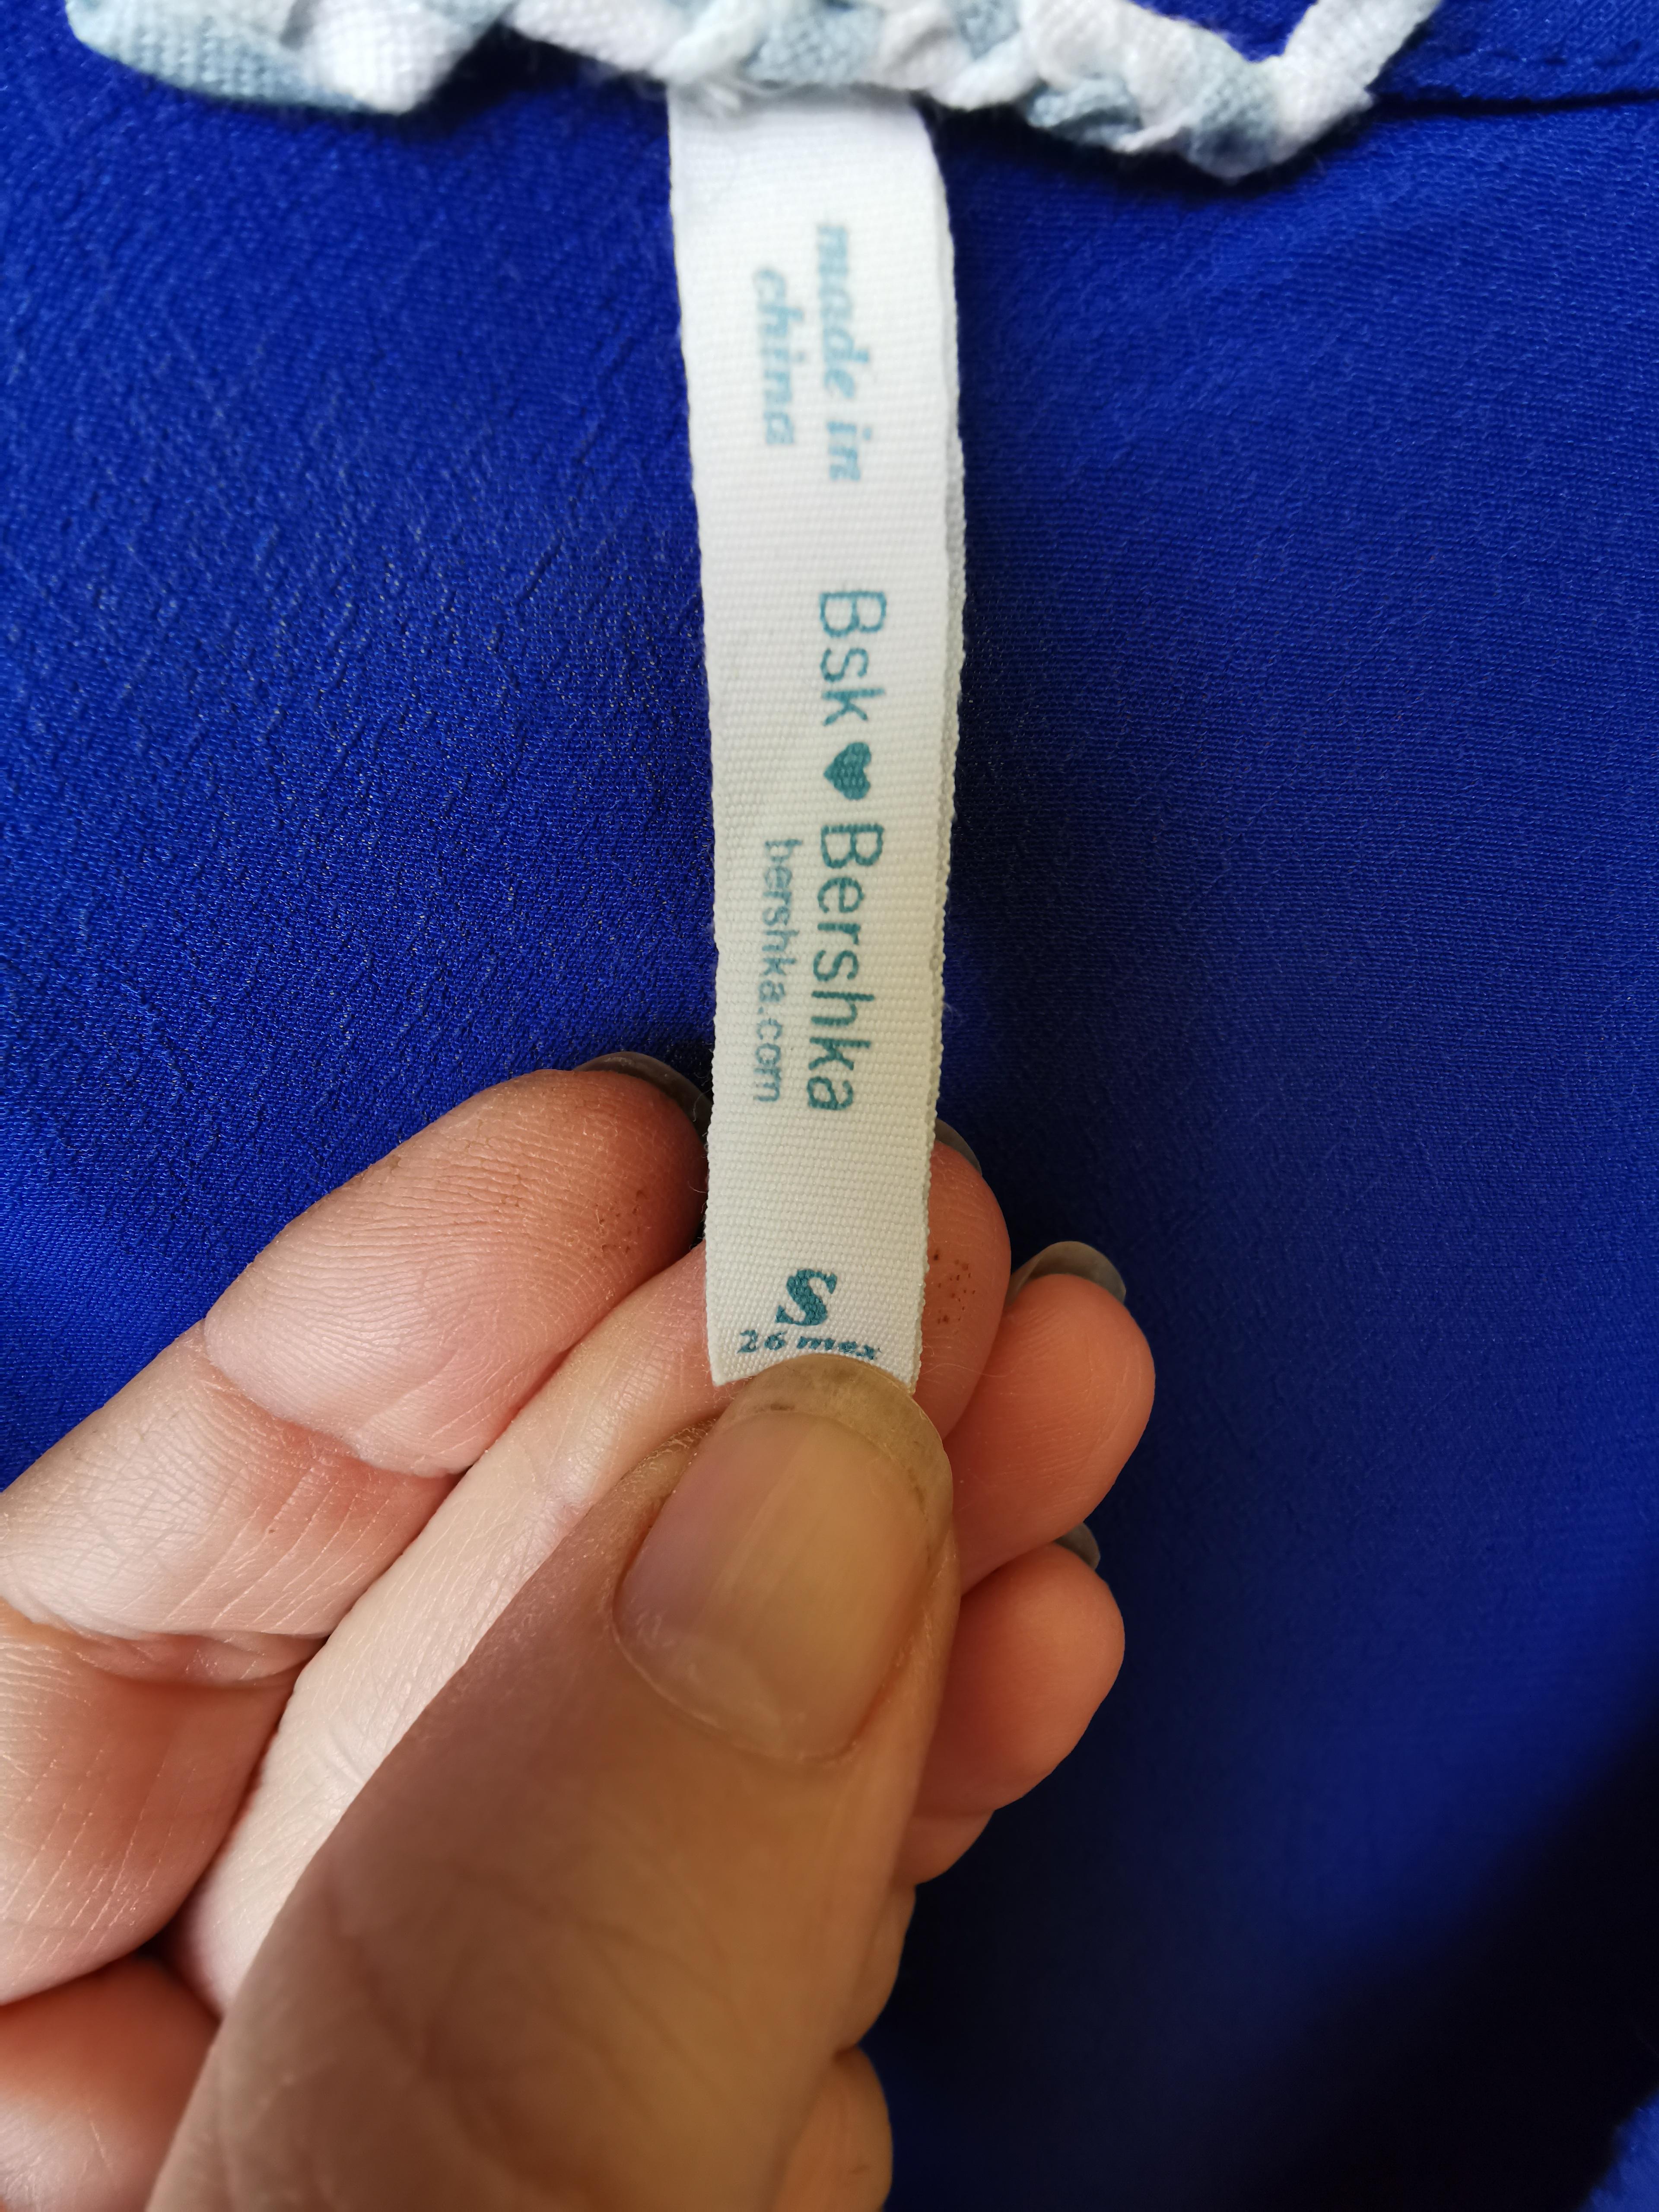 made in
china
Bsk♥Bershka
bershka.com
S
26 mex